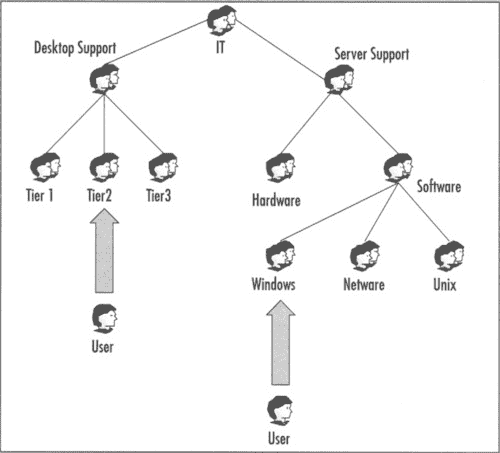 IT
Desktop Support
Server Support
Tier 1
Tier2
Tier3
Hardware
Software
Windows
Netware
Unix
User
User